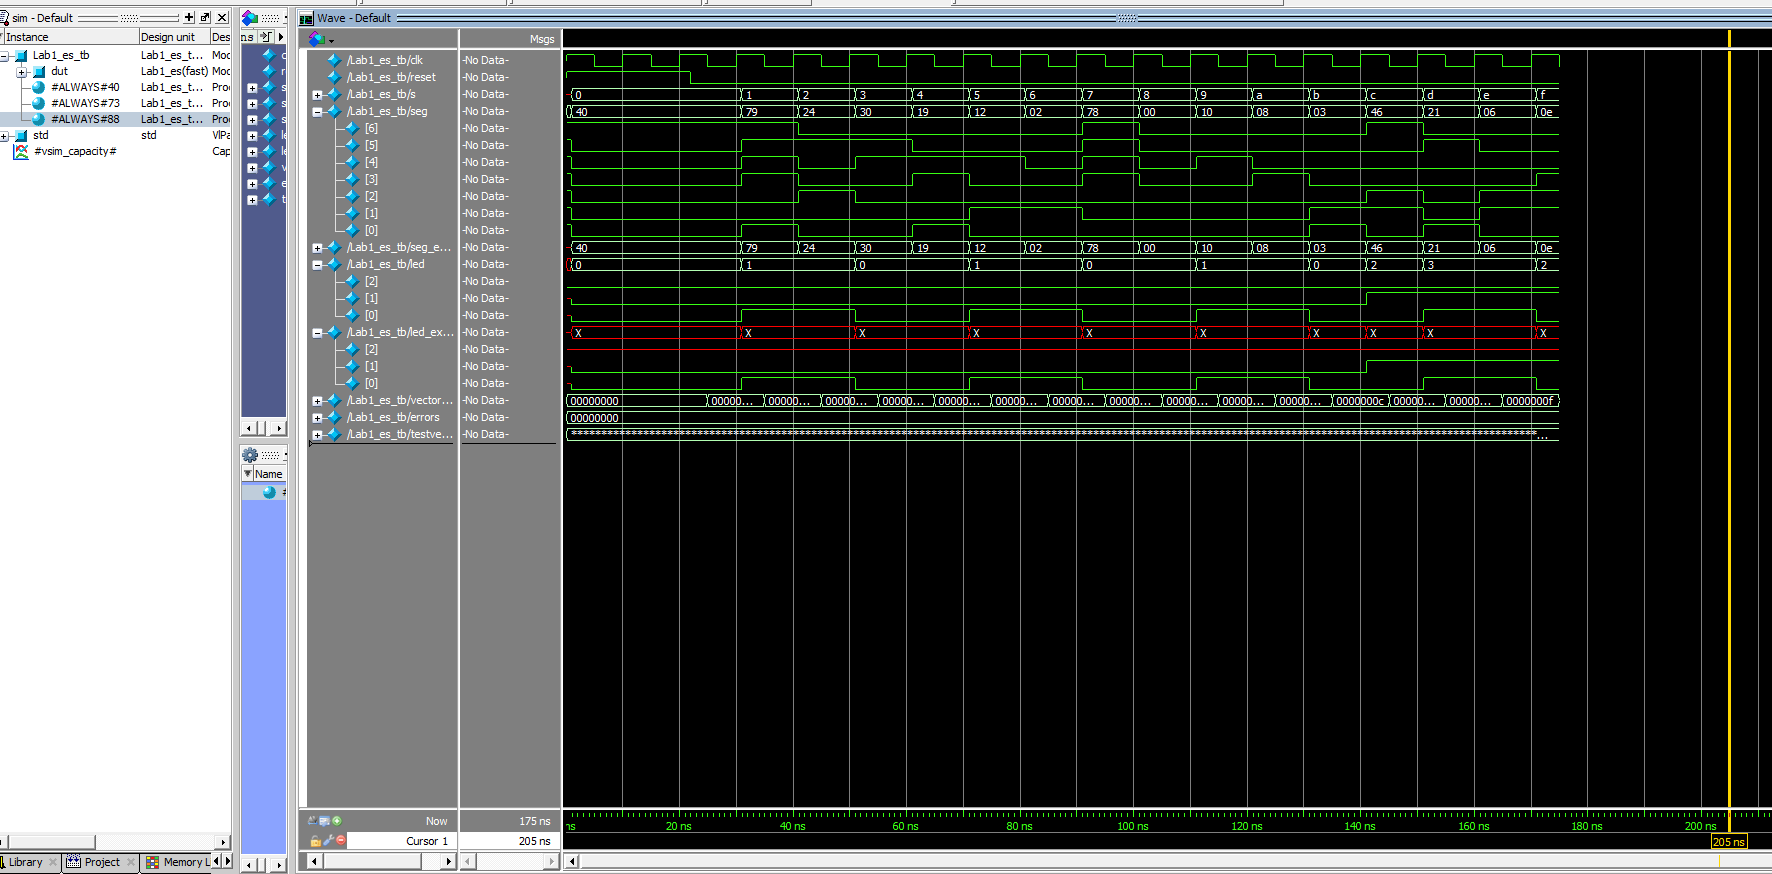 sim - Default
Instance Design unit Des
Lab1_es_tb Lab1_es_t... Moc
dut Lab1_es(fast) Moc
#ALWAYS#40 Lab1_es_t... Proc
#ALWAYS#73 Lab1_es_t... Proc
#ALWAYS#88 Lab1_es_t... Proc
std std VIPa
#vsim_capacity# Cap
Library Project Memory L
Name
Wave - Default
Msgs
/Lab1_es_tb/clk -No Data-
/Lab1_es_tb/reset -No Data-
/Lab1_es_tb/s -No Data- 0 1 2 3 4 5 6 7 8 9 a b c d e f
/Lab1_es_tb/seg -No Data- 40 79 24 30 19 12 02 78 00 10 08 03 46 21 06 0e
[6] -No Data-
[5] -No Data-
[4] -No Data-
[3] -No Data-
[2] -No Data-
[1] -No Data-
[0] -No Data-
/Lab1_es_tb/seg_e... -No Data- 40 79 24 30 19 12 02 78 00 10 08 03 46 21 06 0e
/Lab1_es_tb/led -No Data- 0 1 0 1 0 1 0 2 3 2
[2] -No Data-
[1] -No Data-
[0] -No Data-
/Lab1_es_tb/led_ex... -No Data- X X X X X X X X X X
[2] -No Data-
[1] -No Data-
[0] -No Data-
/Lab1_es_tb/vector... -No Data- 00000000 00000... 00000... 00000... 00000... 00000... 00000... 00000... 00000... 00000... 00000... 00000... 0000000c 00000... 00000... 0000000f
/Lab1_es_tb/errors -No Data- 00000000
/Lab1_es_tb/testve... -No Data-
Now 175 ns
Cursor 1 205 ns
ns 20 ns 40 ns 60 ns 80 ns 100 ns 120 ns 140 ns 160 ns 180 ns 200 ns
205 ns